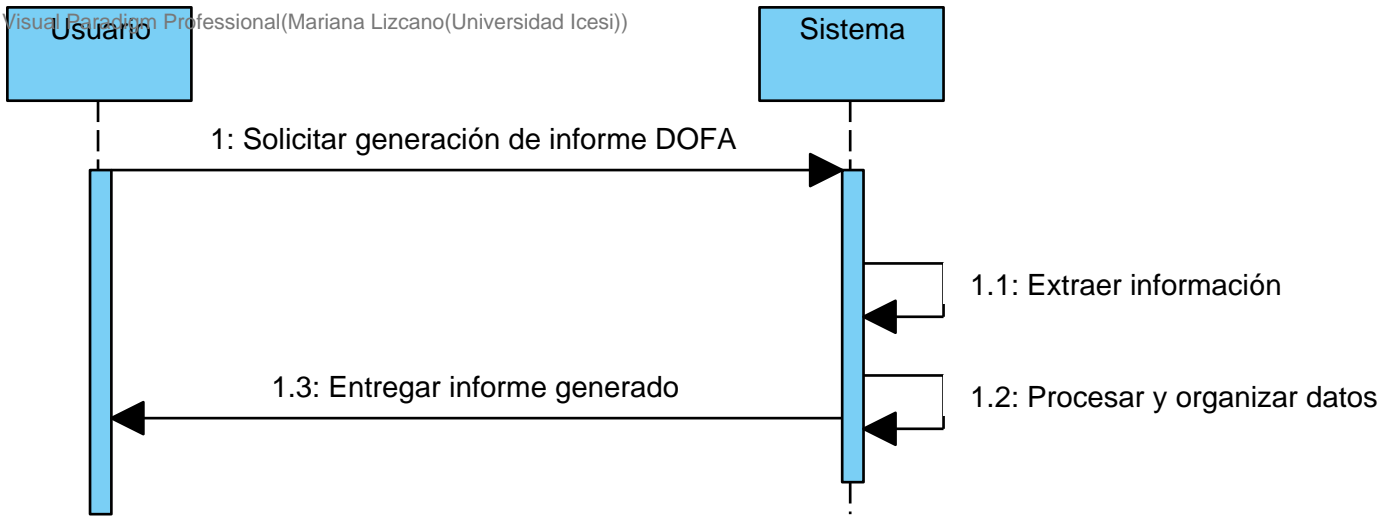 Visual Paradigm Professional(Mariana Lizcano(Universidad Icesi))
Usuario
Sistema
1: Solicitar generación de informe DOFA
1.1: Extraer información
1.3: Entregar informe generado
1.2: Procesar y organizar datos